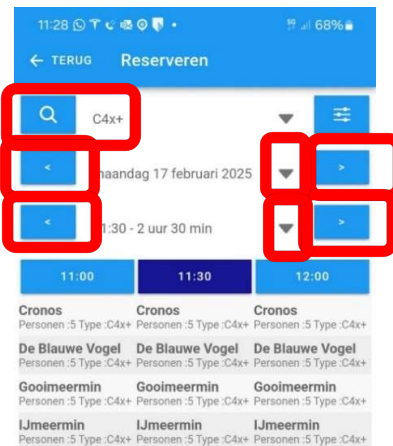 11:28
68%
← TERUG Reserveren
C4x+
< maandag 17 februari 2025 >
< 1:30 - 2 uur 30 min >
11:00 11:30 12:00
Cronos Cronos Cronos
Personen :5 Type :C4x+ Personen :5 Type :C4x+ Personen :5 Type :C4x+
De Blauwe Vogel De Blauwe Vogel De Blauwe Vogel
Personen :5 Type :C4x+ Personen :5 Type :C4x+ Personen :5 Type :C4x+
Gooimeermin Gooimeermin Gooimeermin
Personen :5 Type :C4x+ Personen :5 Type :C4x+ Personen :5 Type :C4x+
IJmeermin IJmeermin IJmeermin
Personen :5 Type :C4x+ Personen :5 Type :C4x+ Personen :5 Type :C4x+